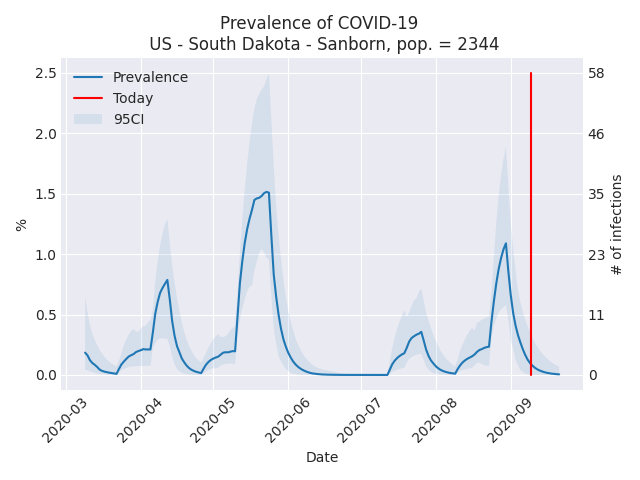 Prevalence of COVID-19
US - South Dakota - Sanborn, pop. = 2344
Prevalence
Today
95CI
2.5
2.0
1.5
1.0
0.5
0.0
%
58
46
35
23
11
0
# of infections
2020-03
2020-04
2020-05
2020-06
2020-07
2020-08
2020-09
Date